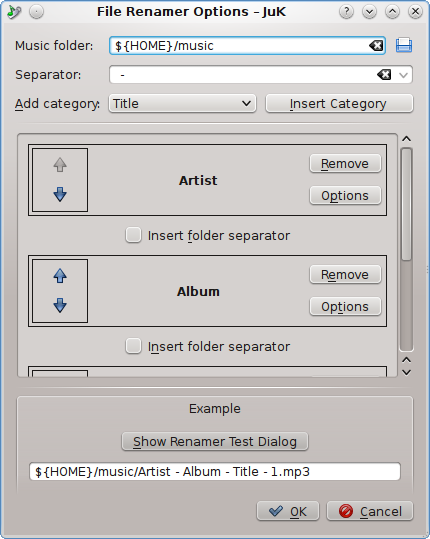 File Renamer Options – JuK
Music folder: ${HOME}/music
Separator: -
Add category: Title Insert Category
Artist
Remove
Options
Insert folder separator
Album
Remove
Options
Insert folder separator
Example
Show Renamer Test Dialog
${HOME}/music/Artist - Album - Title - 1.mp3
OK Cancel